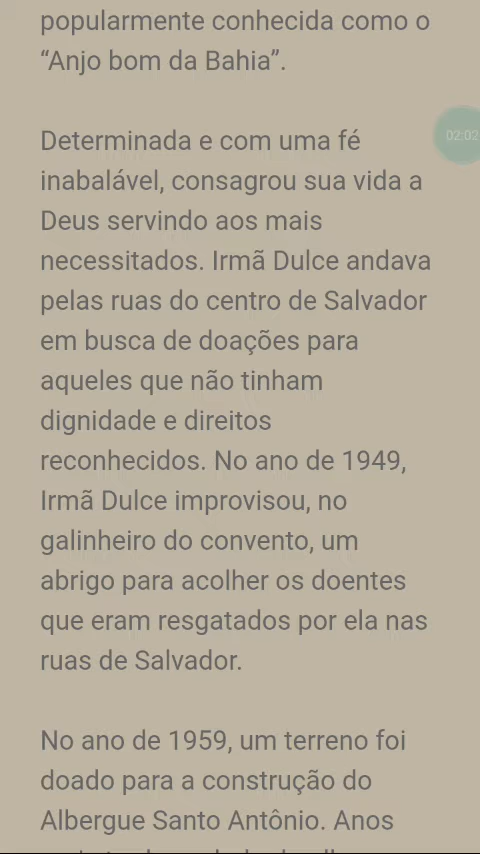 popularmente conhecida como o
“Anjo bom da Bahia”.
02:02
Determinada e com uma fé
inabalável, consagrou sua vida a
Deus servindo aos mais
necessitados. Irmã Dulce andava
pelas ruas do centro de Salvador
em busca de doações para
aqueles que não tinham
dignidade e direitos
reconhecidos. No ano de 1949,
Irmã Dulce improvisou, no
galinheiro do convento, um
abrigo para acolher os doentes
que eram resgatados por ela nas
ruas de Salvador.
No ano de 1959, um terreno foi
doado para a construção do
Albergue Santo Antônio. Anos